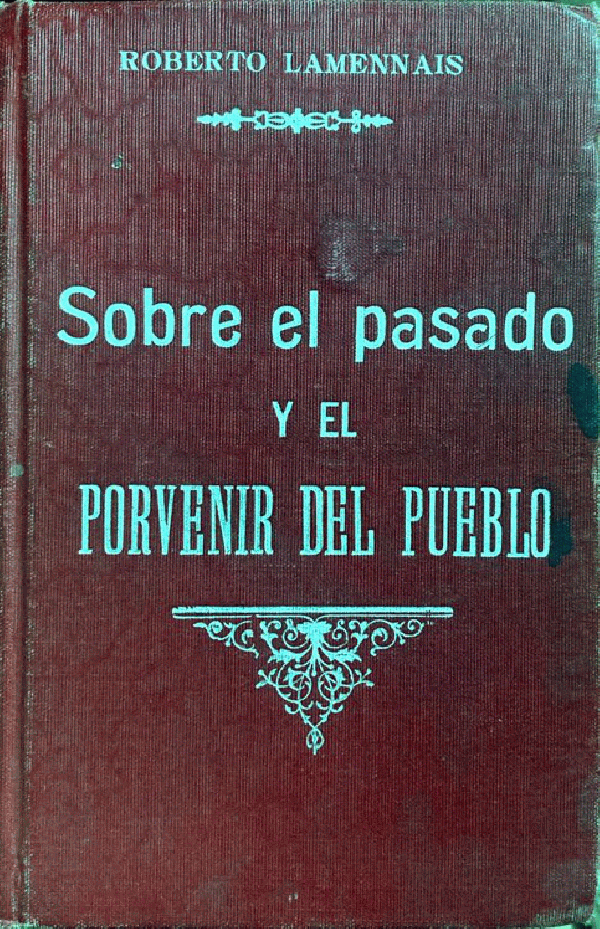 ROBERTO LAMENNAIS
Sobre el pasado
Y EL
PORVENIR DEL PUEBLO